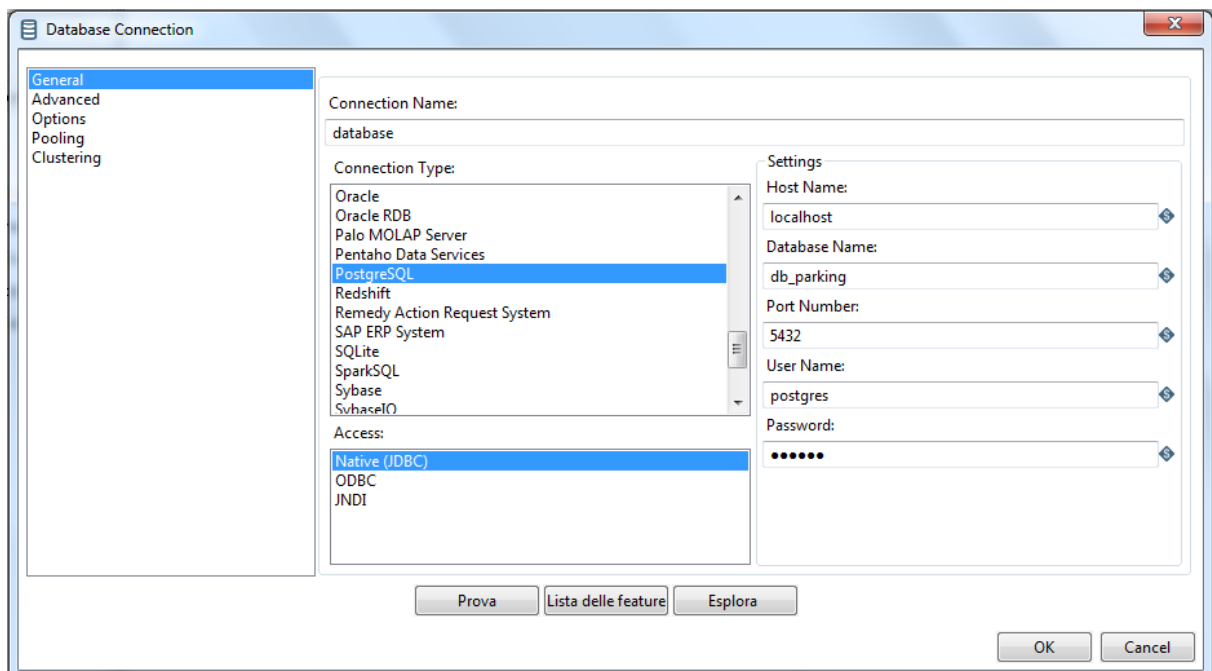 Database Connection
General
Advanced
Options
Pooling
Clustering
Connection Name:
database
Connection Type:
Oracle
Oracle RDB
Palo MOLAP Server
Pentaho Data Services
PostgreSQL
Redshift
Remedy Action Request System
SAP ERP System
SQLite
SparkSQL
Sybase
SybaseIQ
Access:
Native (JDBC)
ODBC
JNDI
Settings
Host Name:
localhost
Database Name:
db_parking
Port Number:
5432
User Name:
postgres
Password:
••••••
Prova
Lista delle feature
Esplora
OK
Cancel